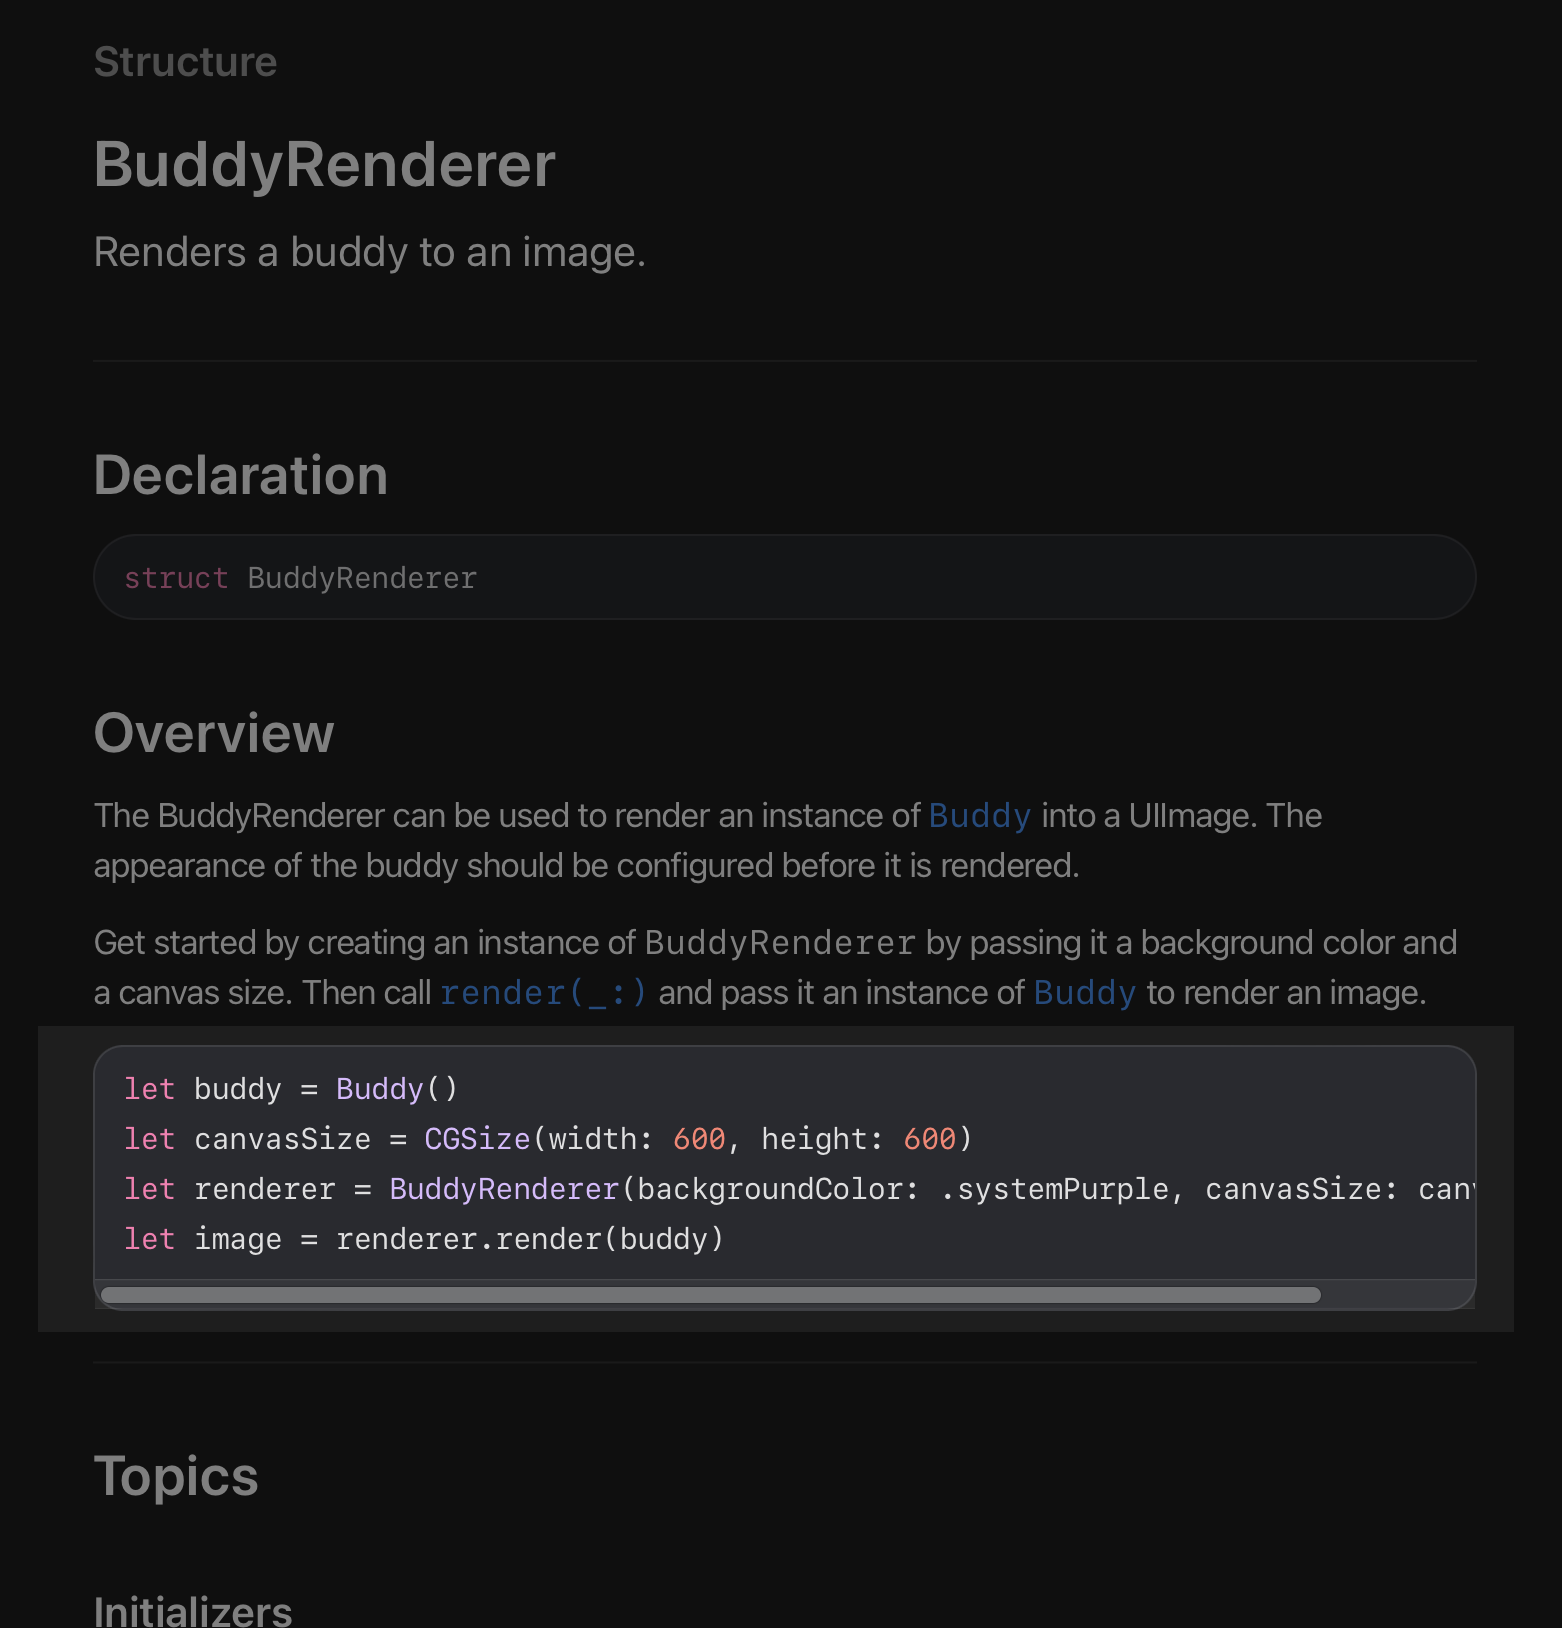 Structure
BuddyRenderer
Renders a buddy to an image.
Declaration
struct BuddyRenderer
Overview
The BuddyRenderer can be used to render an instance of Buddy into a UIImage. The
appearance of the buddy should be configured before it is rendered.
Get started by creating an instance of BuddyRenderer by passing it a background color and
a canvas size. Then call render(_:) and pass it an instance of Buddy to render an image.
let buddy = Buddy()
let canvasSize = CGSize(width: 600, height: 600)
let renderer = BuddyRenderer(backgroundColor: .systemPurple, canvasSize:
let image = renderer.render(buddy)
Topics
Initializers